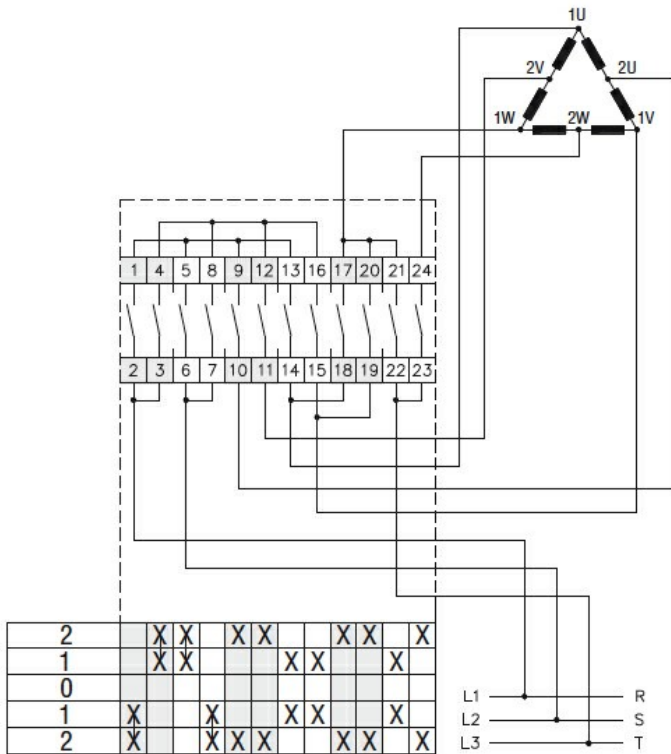 1U
2V 2U
1W 2W 1V
1 4 5 8 9 12 13 16 17 20 21 24
2 3 6 7 10 11 14 15 18 19 22 23
2 X X X X X X X
1 X X X X X
0
1 X X X X X
2 X X X X X X X
L1 R
L2 S
L3 T